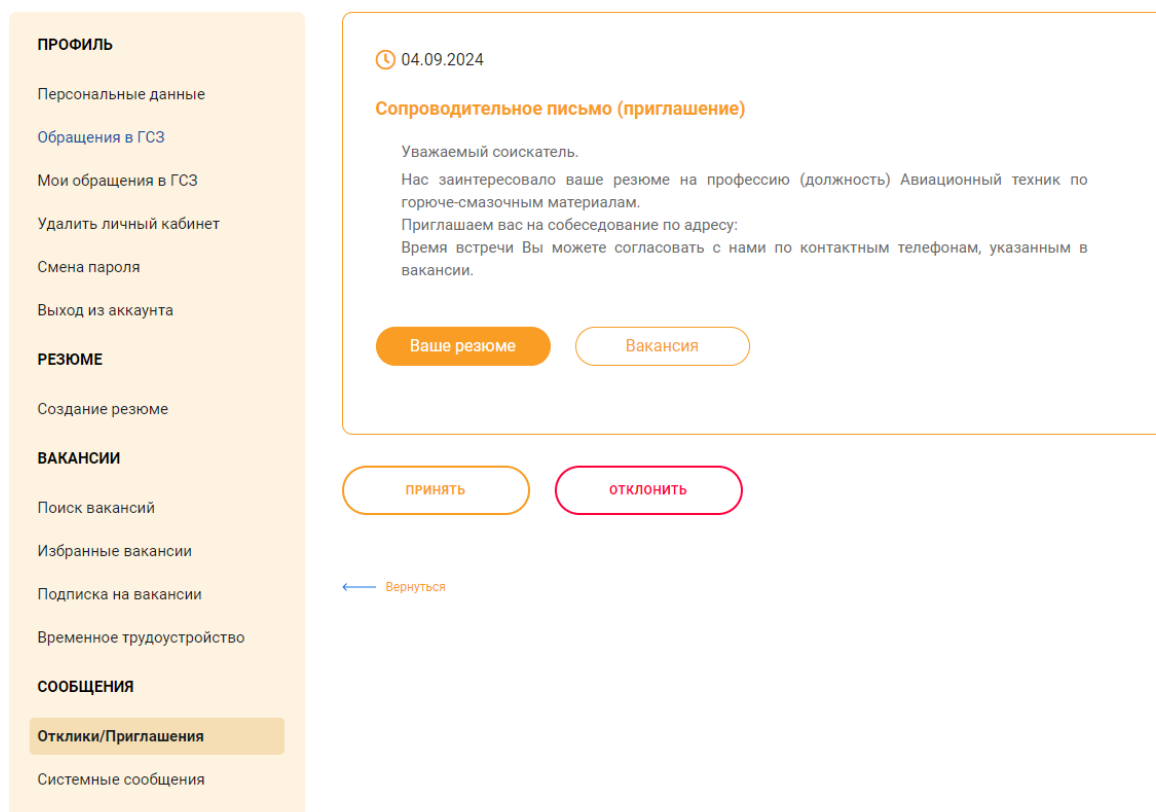 ПРОФИЛЬ
Персональные данные
Обращения в ГСЗ
Мои обращения в ГСЗ
Удалить личный кабинет
Смена пароля
Выход из аккаунта
РЕЗЮМЕ
Создание резюме
ВАКАНСИИ
Поиск вакансий
Избранные вакансии
Подписка на вакансии
Временное трудоустройство
СООБЩЕНИЯ
Отклики/Приглашения
Системные сообщения
04.09.2024
Сопроводительное письмо (приглашение)
Уважаемый соискатель.
Нас заинтересовало ваше резюме на профессию (должность) Авиационный техник по
горюче-смазочным материалам.
Приглашаем вас на собеседование по адресу:
Время встречи Вы можете согласовать с нами по контактным телефонам, указанным в
вакансии.
Ваше резюме
Вакансия
ПРИНЯТЬ
ОТКЛОНИТЬ
Вернуться